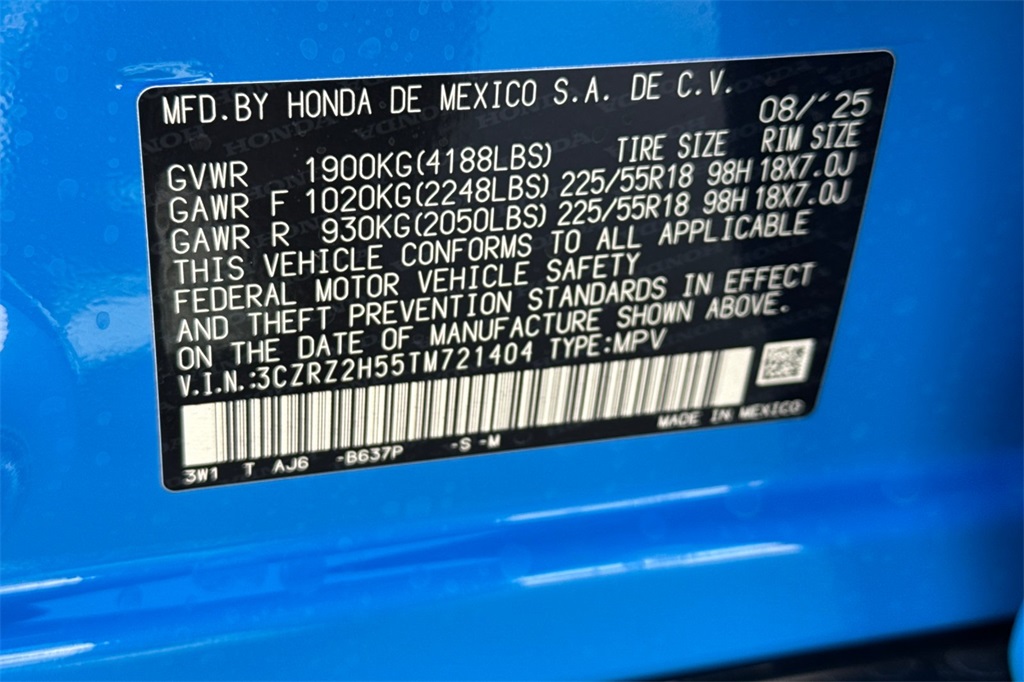 MFD.BY HONDA DE MEXICO S.A. DE C.V.
08/´25
TIRE SIZE RIM SIZE
GVWR 1900KG(4188LBS)
GAWR F 1020KG(2248LBS) 225/55R18 98H 18X7.0J
GAWR R 930KG(2050LBS) 225/55R18 98H 18X7.0J
THIS VEHICLE CONFORMS TO ALL APPLICABLE
FEDERAL MOTOR VEHICLE SAFETY
AND THEFT PREVENTION STANDARDS IN EFFECT
ON THE DATE OF MANUFACTURE SHOWN ABOVE.
V.I.N.:3CZRZ2H55TM721404 TYPE:MPV
MADE IN MEXICO
3W1 T AJ6 -B637P -S -M